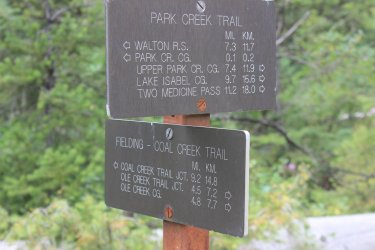 PARK CREEK TRAIL
MI. KM.
← WALTON R.S. 7.3 11.7
← PARK CR. CG. 0.1 0.2
UPPER PARK CR. CG. 7.4 11.9 →
LAKE ISABEL CG. 9.7 15.6 →
TWO MEDICINE PASS 11.2 18.0 →
FIELDING - COAL CREEK TRAIL
MI. KM.
← COAL CREEK TRAIL JCT. 9.2 14.8
OLE CREEK TRAIL JCT. 4.5 7.2 →
OLE CREEK CG. 4.8 7.7 →